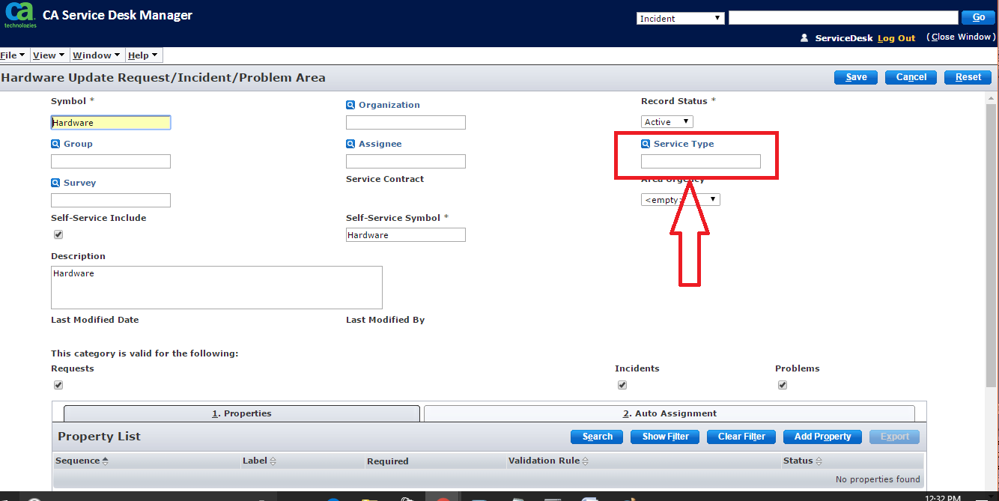 ca
technologies
CA Service Desk Manager
Incident
Go
ServiceDesk Log Out (Close Window)
File View Window Help
Hardware Update Request/Incident/Problem Area
Save Cancel Reset
Symbol *
Organization
Record Status *
Hardware
Active
Group
Assignee
Service Type
Survey
Service Contract
Area Urgency
<empty>
Self-Service Include
Self-Service Symbol *
Hardware
Description
Hardware
Last Modified Date
Last Modified By
This category is valid for the following:
Requests
Incidents
Problems
1. Properties
2. Auto Assignment
Property List
Search Show Filter Clear Filter Add Property Export
Sequence Label Required Validation Rule Status
No properties found
12:32 PM